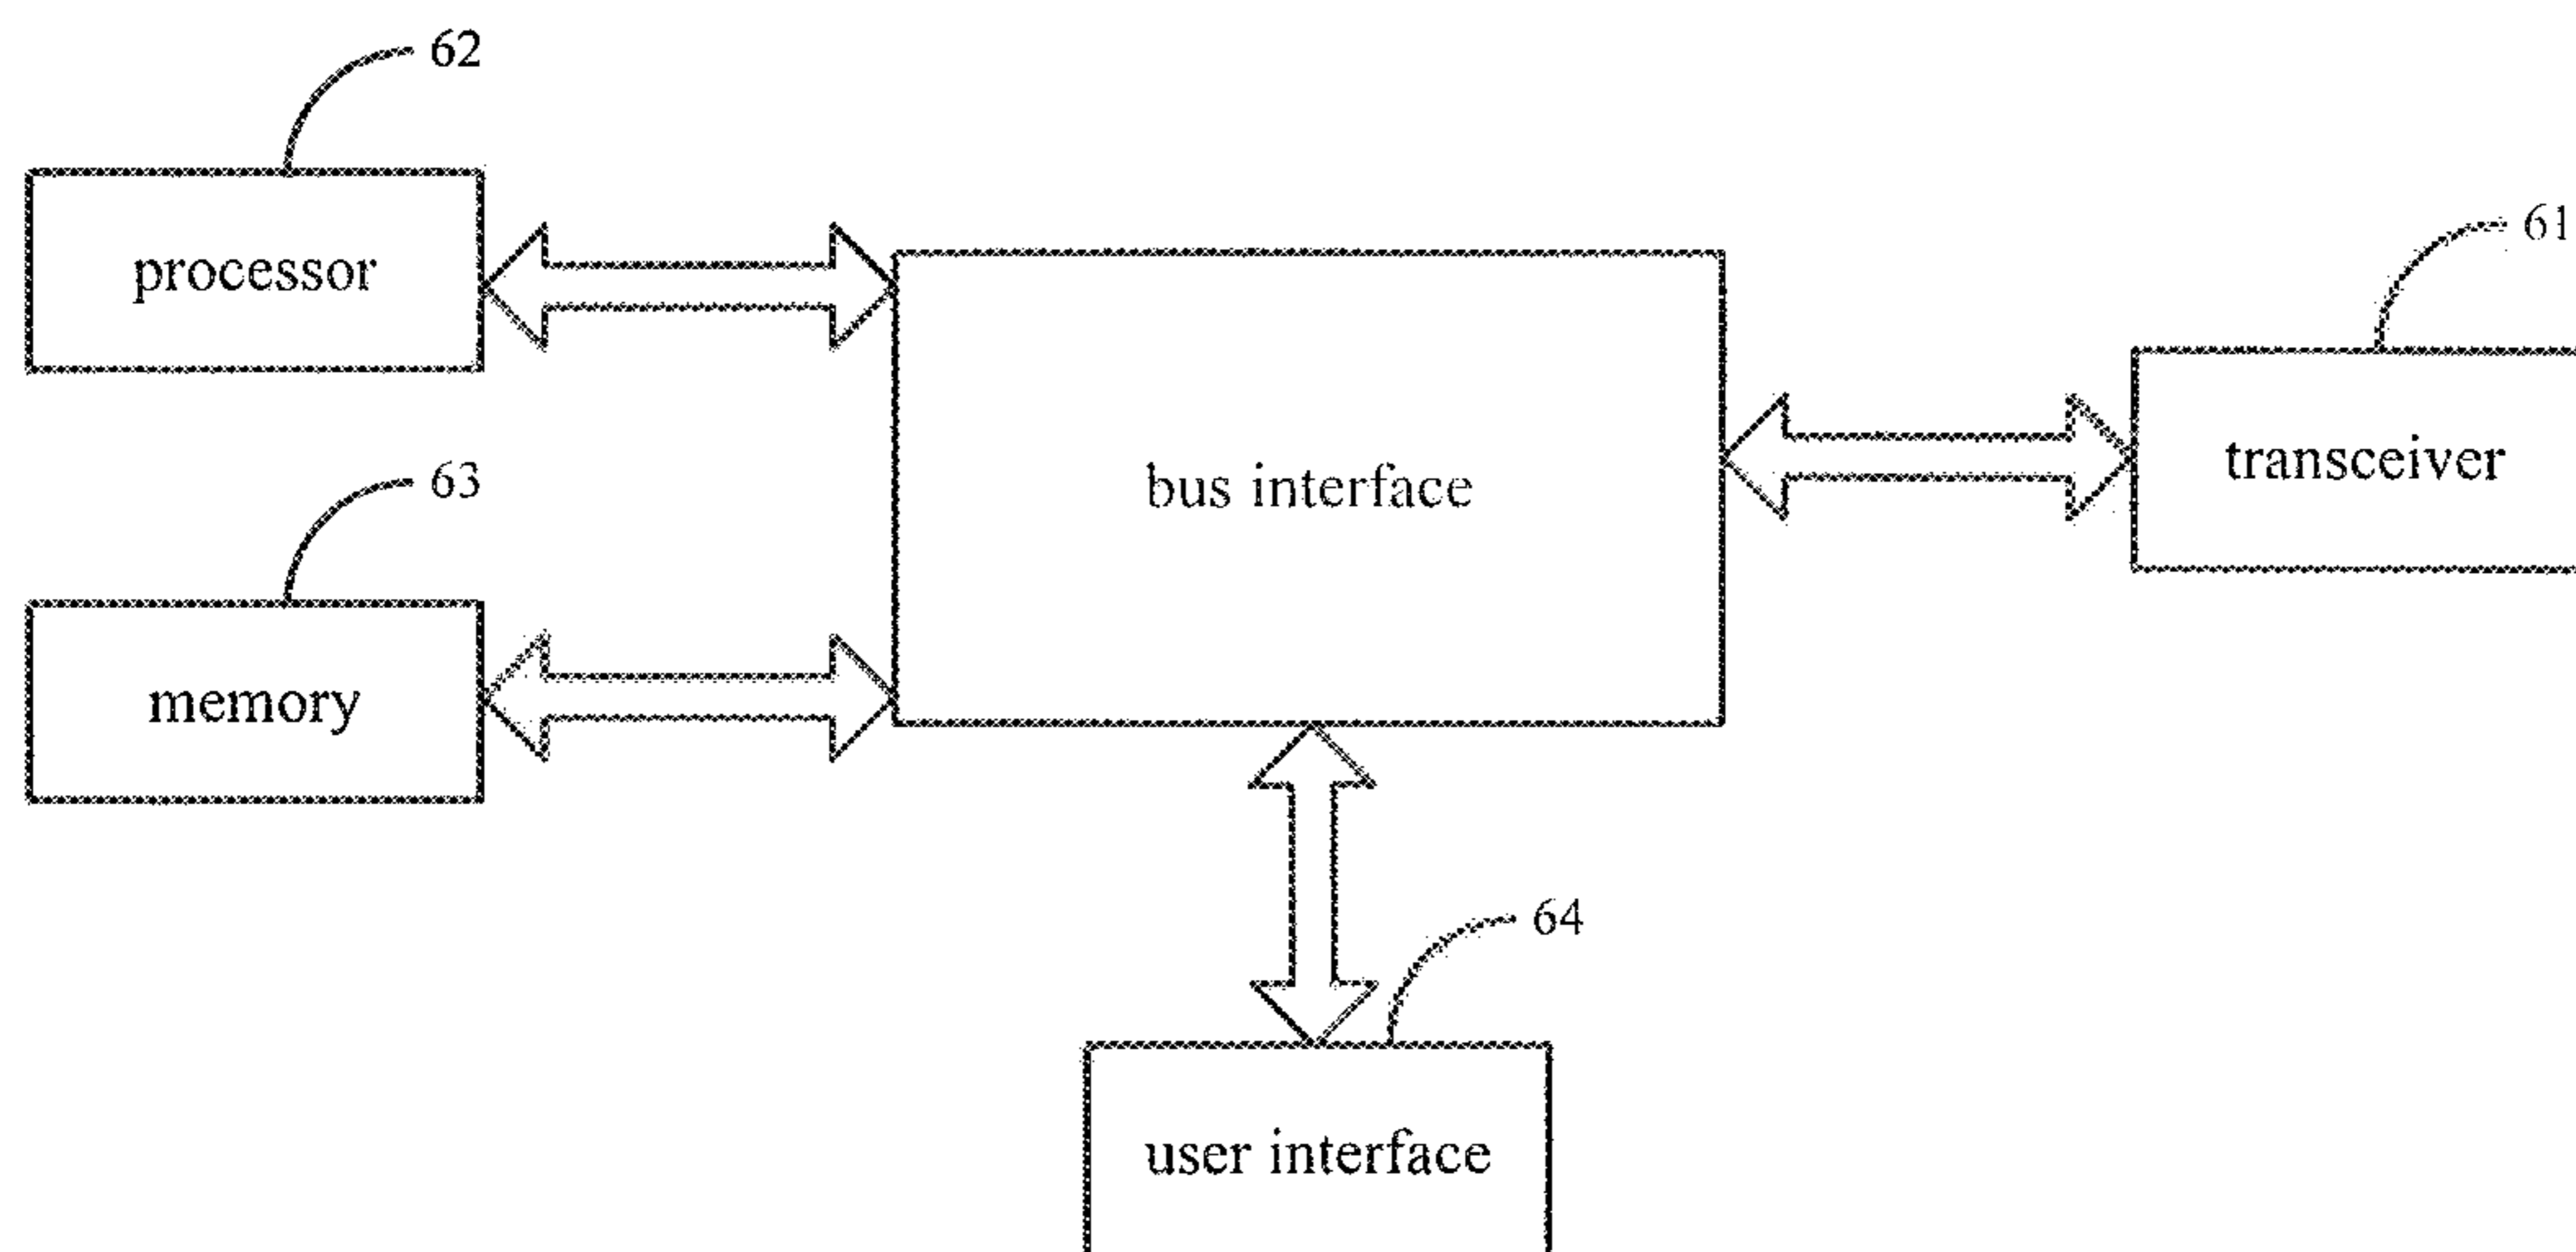 62
processor
61
bus interface
transceiver
63
memory
64
user interface